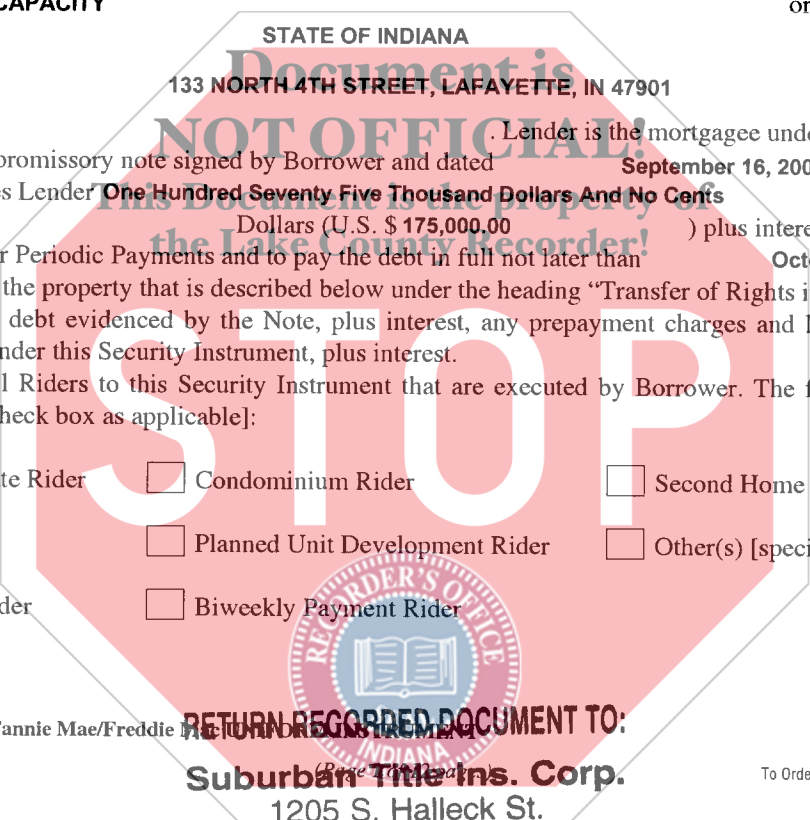 CAPACITY
or
STATE OF INDIANA
Document is
133 NORTH 4TH STREET, LAFAYETTE, IN 47901
NOT OFFICIAL!
. Lender is the mortgagee unde
promissory note signed by Borrower and dated September 16, 200
es Lender One Hundred Seventy Five Thousand Dollars And No Cents
This Document is the property of
Dollars (U.S. $ 175,000.00 ) plus intere
the Lake County Recorder!
r Periodic Payments and to pay the debt in full not later than Octo
the property that is described below under the heading “Transfer of Rights i
debt evidenced by the Note, plus interest, any prepayment charges and l
nder this Security Instrument, plus interest.
l Riders to this Security Instrument that are executed by Borrower. The f
heck box as applicable]:
STOP
te Rider Condominium Rider Second Home
Planned Unit Development Rider Other(s) [speci
der Biweekly Payment Rider
RECORDER'S OFFICE
Fannie Mae/Freddie Mac UNIFORM INSTRUMENT
RETURN RECORDED DOCUMENT TO:
INDIANA
Suburban Title Ins. Corp.
To Orde
1205 S. Halleck St.